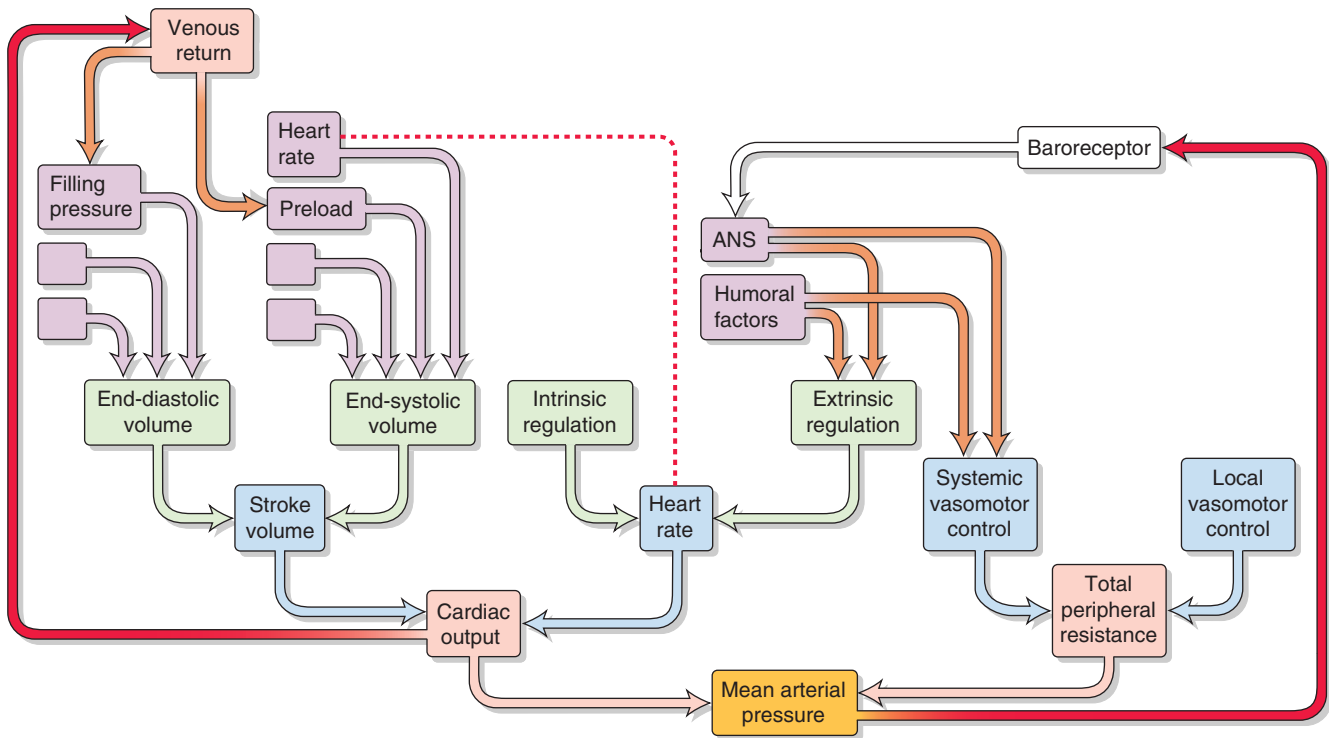 Venous
return
Heart
rate
Baroreceptor
Filling
pressure
Preload
ANS
Humoral
factors
End-diastolic
volume
End-systolic
volume
Intrinsic
regulation
Extrinsic
regulation
Stroke
volume
Heart
rate
Systemic
vasomotor
control
Local
vasomotor
control
Cardiac
output
Total
peripheral
resistance
Mean arterial
pressure